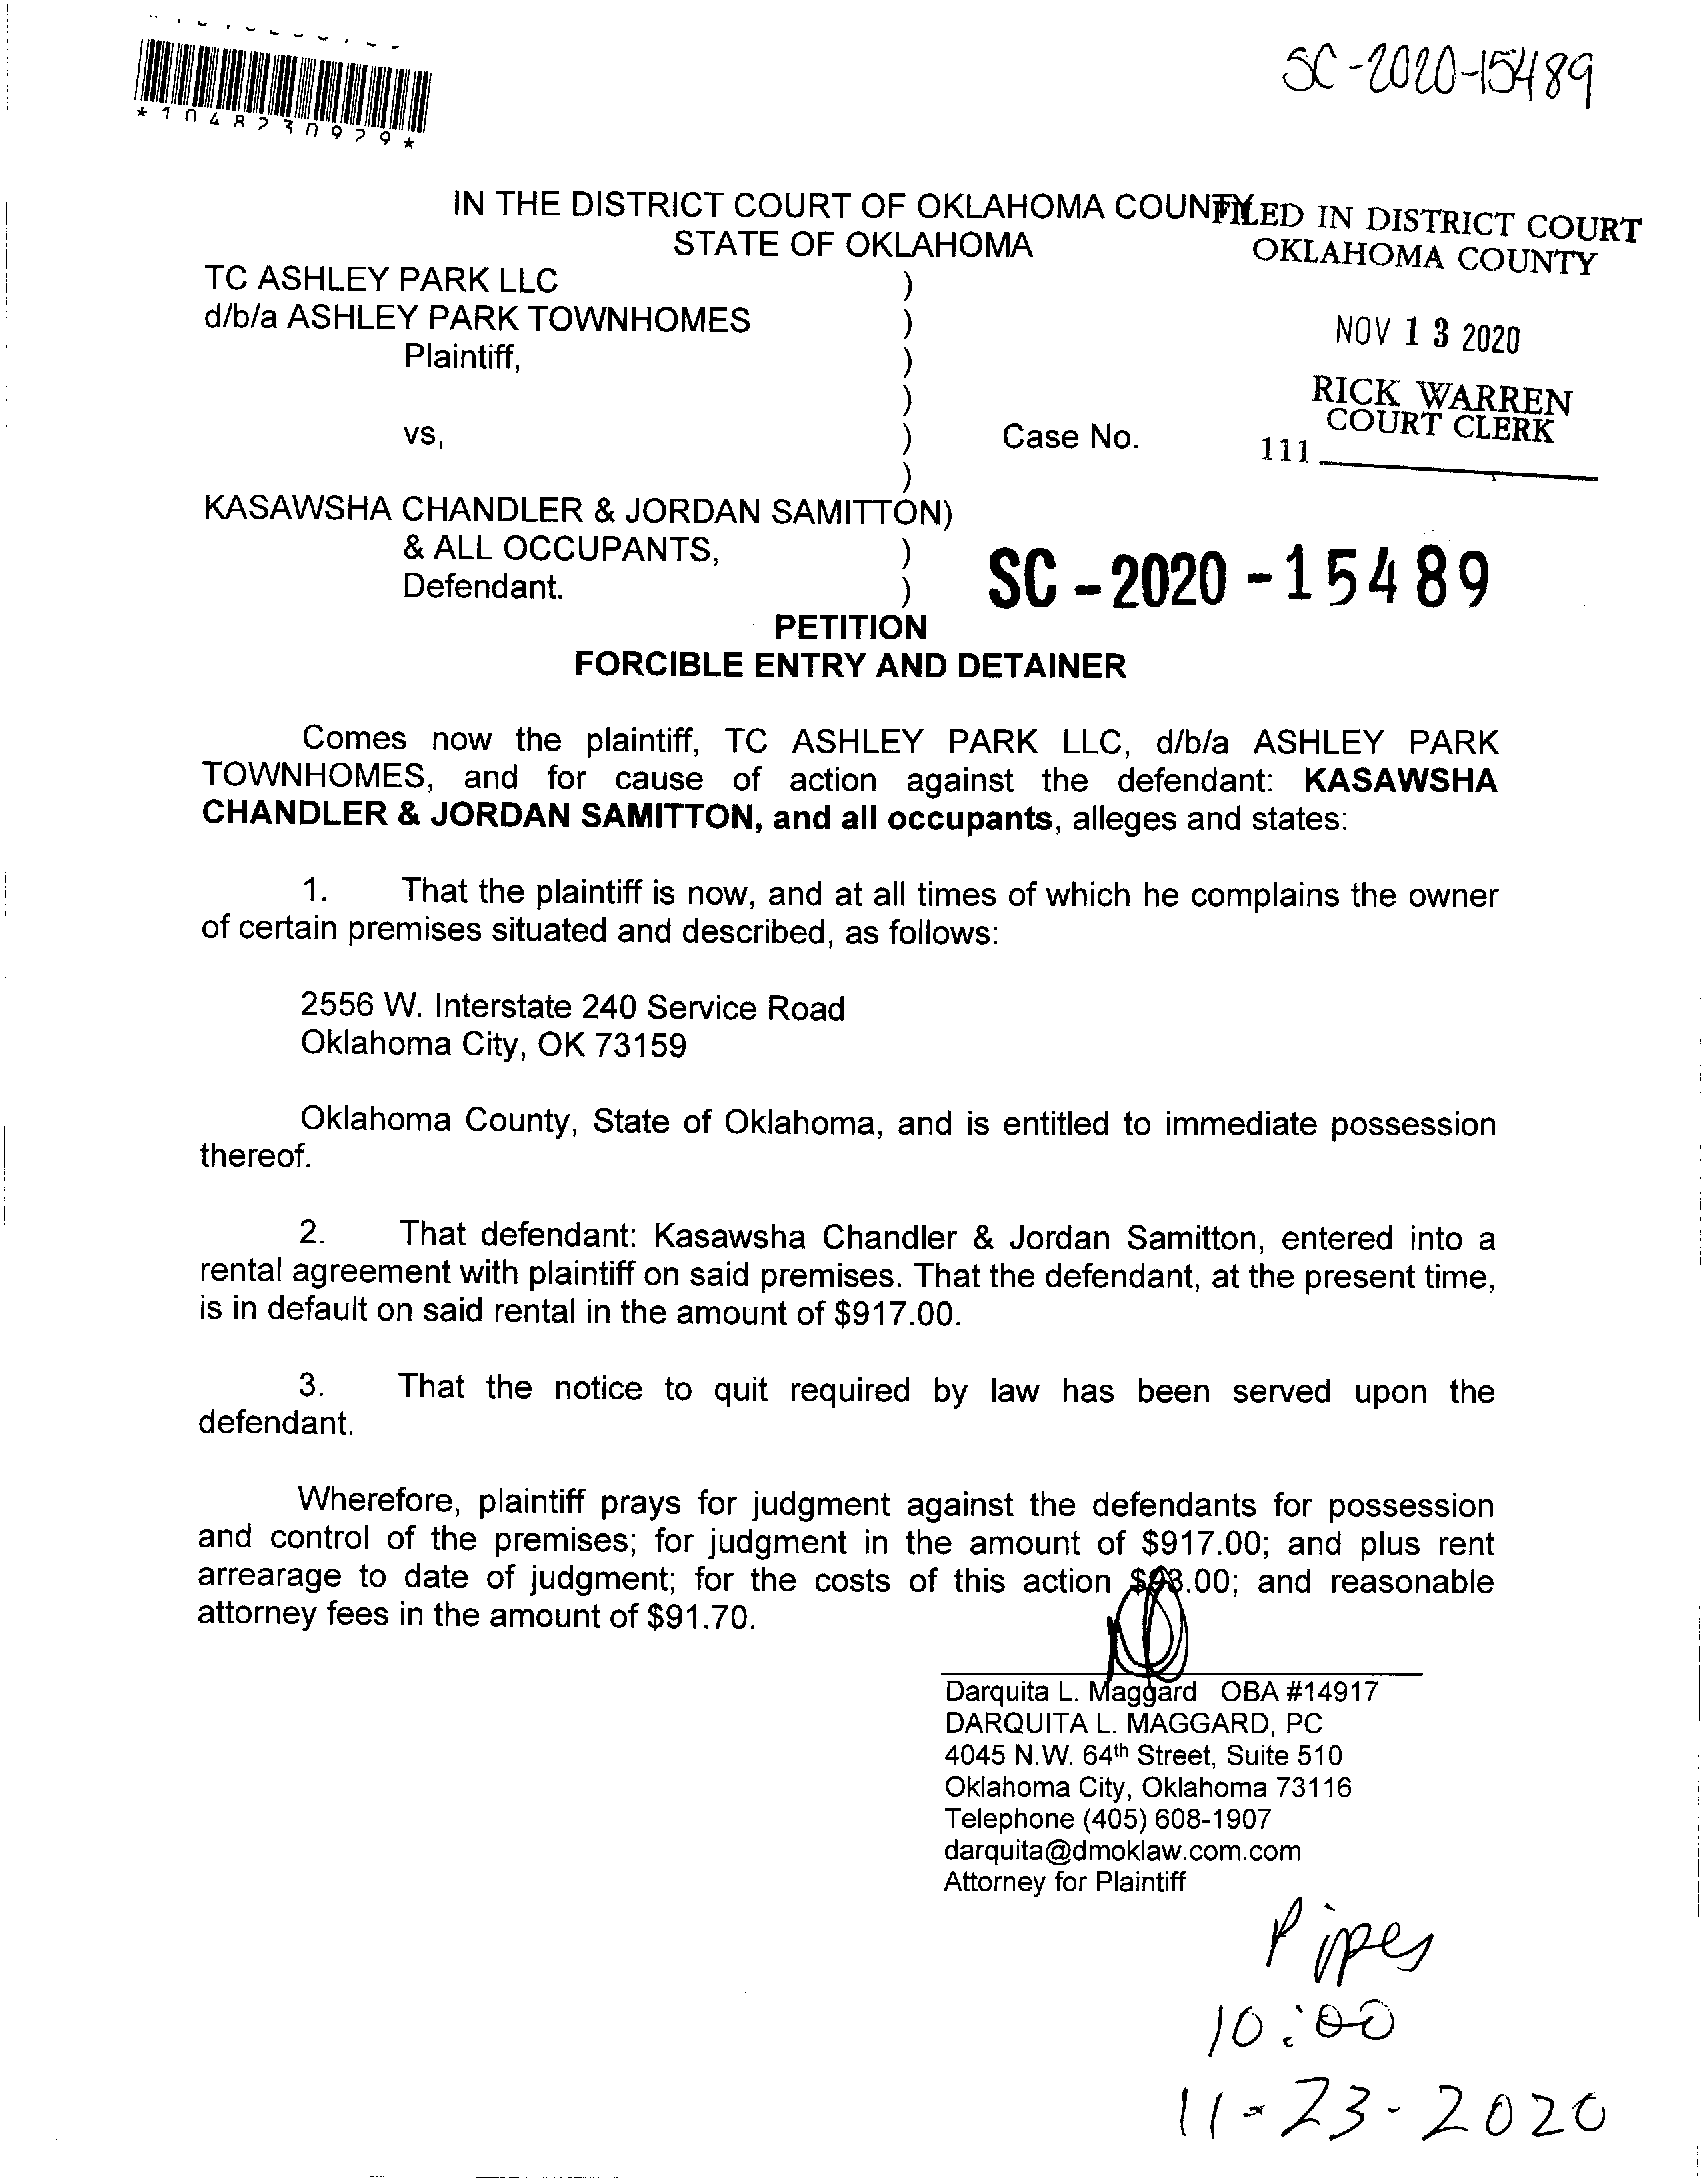 SC-2020-15489
*1048230929*
IN THE DISTRICT COURT OF OKLAHOMA COUNTY
STATE OF OKLAHOMA
FILED IN DISTRICT COURT
OKLAHOMA COUNTY
NOV 13 2020
RICK WARREN
COURT CLERK
111
TC ASHLEY PARK LLC )
d/b/a ASHLEY PARK TOWNHOMES )
Plaintiff, )
)
vs, ) Case No.
)
KASAWSHA CHANDLER & JORDAN SAMITTON)
& ALL OCCUPANTS, )
Defendant. )
SC-2020-15489
PETITION
FORCIBLE ENTRY AND DETAINER
Comes now the plaintiff, TC ASHLEY PARK LLC, d/b/a ASHLEY PARK
TOWNHOMES, and for cause of action against the defendant: KASAWSHA
CHANDLER & JORDAN SAMITTON, and all occupants, alleges and states:
1. That the plaintiff is now, and at all times of which he complains the owner
of certain premises situated and described, as follows:
2556 W. Interstate 240 Service Road
Oklahoma City, OK 73159
Oklahoma County, State of Oklahoma, and is entitled to immediate possession
thereof.
2. That defendant: Kasawsha Chandler & Jordan Samitton, entered into a
rental agreement with plaintiff on said premises. That the defendant, at the present time,
is in default on said rental in the amount of $917.00.
3. That the notice to quit required by law has been served upon the
defendant.
Wherefore, plaintiff prays for judgment against the defendants for possession
and control of the premises; for judgment in the amount of $917.00; and plus rent
arrearage to date of judgment; for the costs of this action and reasonable
attorney fees in the amount of $91.70.
Darquita L. Maggard OBA #14917
DARQUITA L. MAGGARD, PC
4045 N.W. 64th Street, Suite 510
Oklahoma City, Oklahoma 73116
Telephone (405) 608-1907
darquita@dmoklaw.com.com
Attorney for Plaintiff
Pipes
10:00
11-23-2020